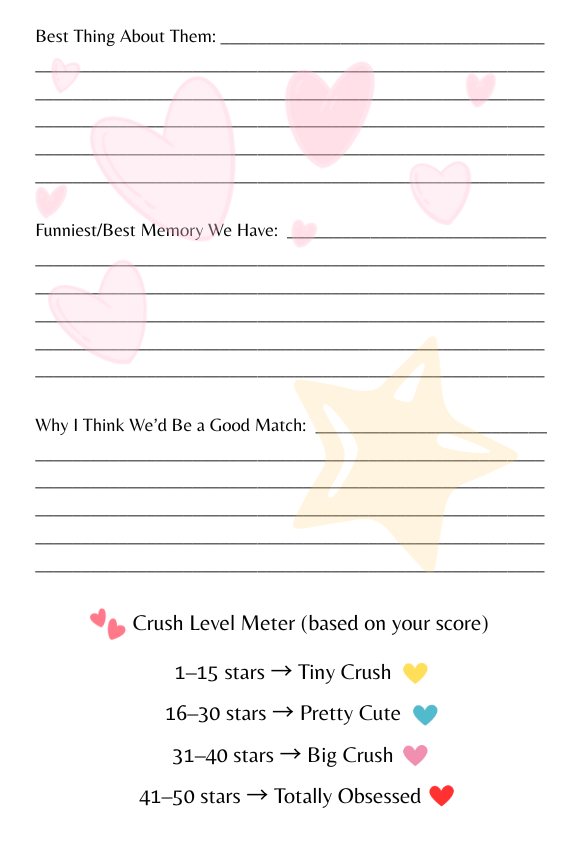 Best Thing About Them:
Funniest/Best Memory We Have:
Why I Think We’d Be a Good Match:
Crush Level Meter (based on your score)
1–15 stars → Tiny Crush
16–30 stars → Pretty Cute
31–40 stars → Big Crush
41–50 stars → Totally Obsessed